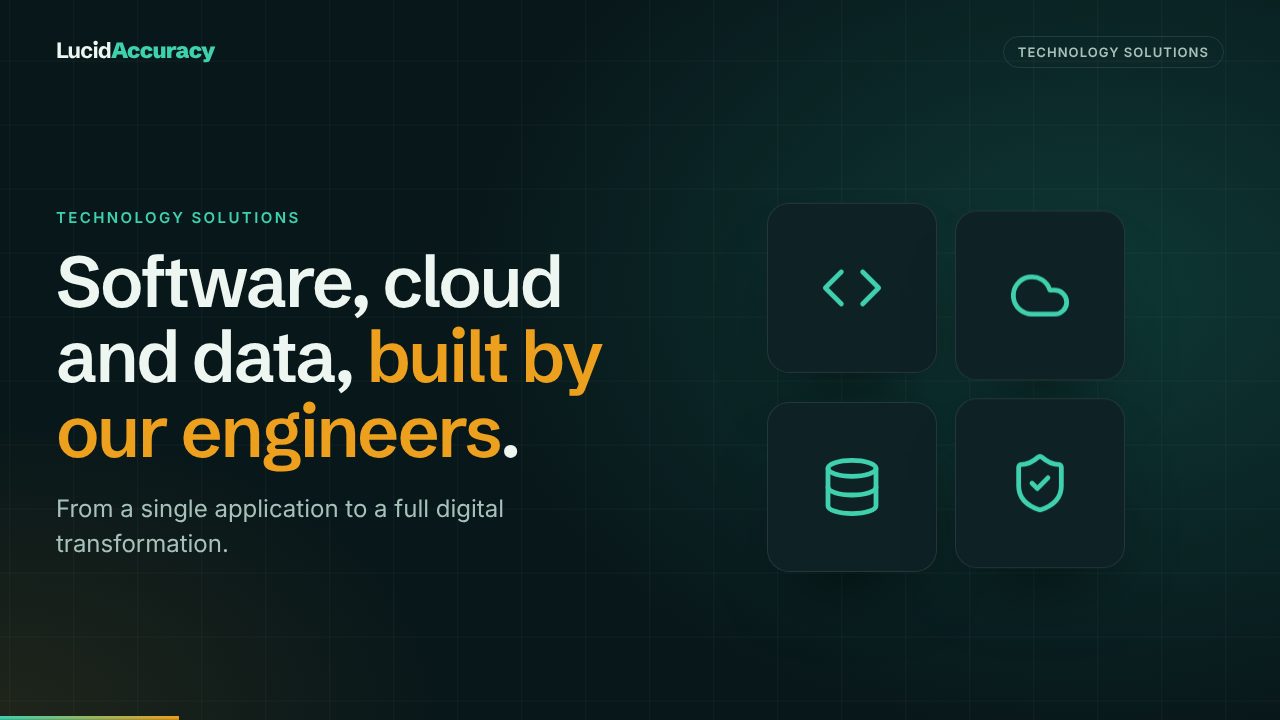 LucidAccuracy
TECHNOLOGY SOLUTIONS
TECHNOLOGY SOLUTIONS
Software, cloud
and data, built by
our engineers.
From a single application to a full digital
transformation.